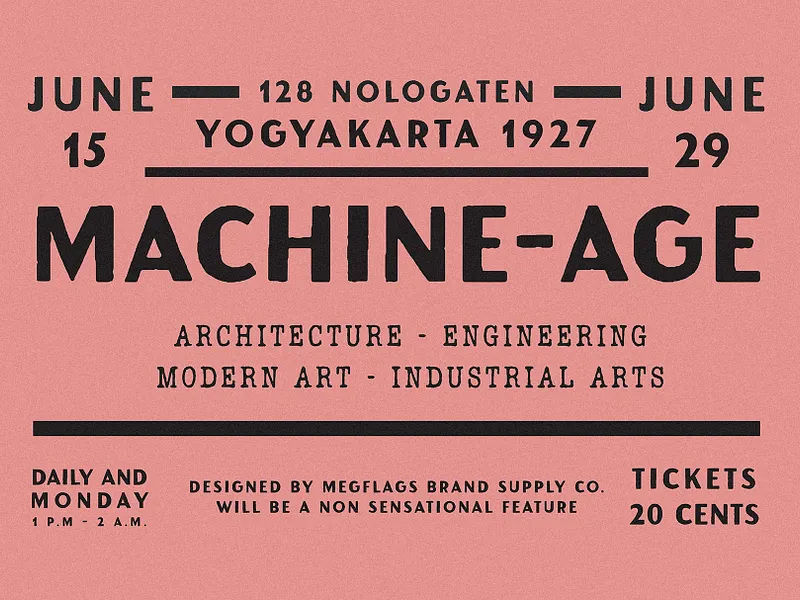 JUNE
15
128 NOLOGATEN
YOGYAKARTA 1927
JUNE
29
MACHINE-AGE
ARCHITECTURE - ENGINEERING
MODERN ART - INDUSTRIAL ARTS
DAILY AND
MONDAY
1 P.M - 2 A.M.
DESIGNED BY MEGFLAGS BRAND SUPPLY CO.
WILL BE A NON SENSATIONAL FEATURE
TICKETS
20 CENTS